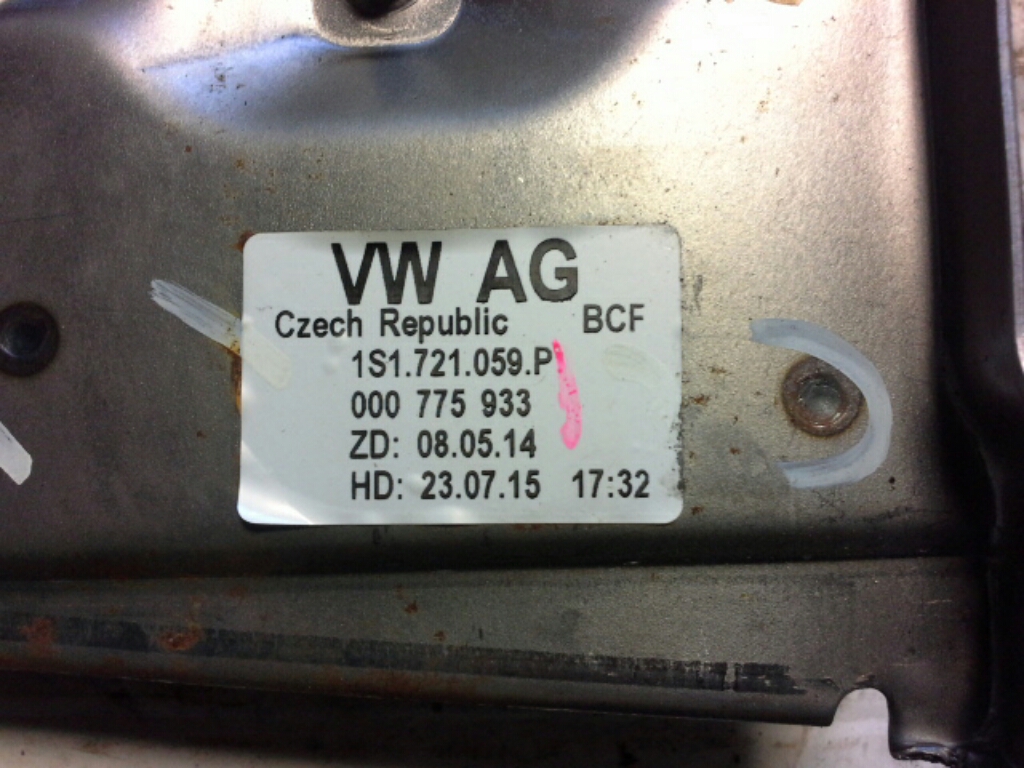 VW AG
Czech Republic BCF
1S1.721.059.P
000 775 933
ZD: 08.05.14
HD: 23.07.15 17:32